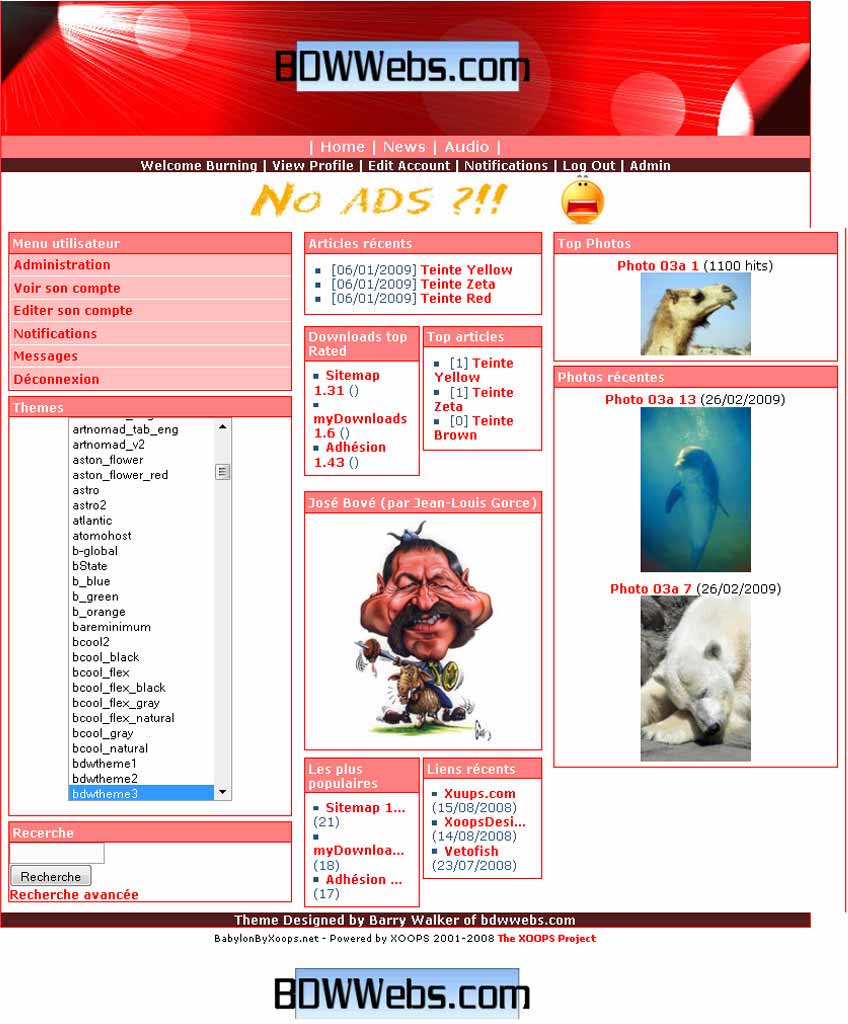 BDWWebs.com
| Home | News | Audio |
Welcome Burning | View Profile | Edit Account | Notifications | Log Out | Admin
No ADS ?!!
Menu utilisateur
Administration
Voir son compte
Editer son compte
Notifications
Messages
Déconnexion
Themes
artnomad_tab_eng
artnomad_v2
aston_flower
aston_flower_red
astro
astro2
atlantic
atomohost
b-global
bState
b_blue
b_green
b_orange
bareminimum
bcool2
bcool_black
bcool_flex
bcool_flex_black
bcool_flex_gray
bcool_flex_natural
bcool_gray
bcool_natural
bdwtheme1
bdwtheme2
bdwtheme3
Recerche
Recherche
Recherche avancée
Articles récents
[06/01/2009] Teinte Yellow
[06/01/2009] Teinte Zeta
[06/01/2009] Teinte Red
Downloads top
Rated
Sitemap
1.31 ()
myDownloads
1.6 ()
Adhésion
1.43 ()
Top articles
[1] Teinte
Yellow
[1] Teinte
Zeta
[0] Teinte
Brown
José Bové (par Jean-Louis Gorce)
Les plus
populaires
Sitemap 1...
(21)
myDownloa...
(18)
Adhésion ...
(17)
Liens récents
Xuups.com
(15/08/2008)
XoopsDesi...
(14/08/2008)
Vetofish
(23/07/2008)
Top Photos
Photo 03a 1 (1100 hits)
Photos récentes
Photo 03a 13 (26/02/2009)
Photo 03a 7 (26/02/2009)
Theme Designed by Barry Walker of bdwwebs.com
BabylonByXoops.net - Powered by XOOPS 2001-2008 The XOOPS Project
BDWWebs.com